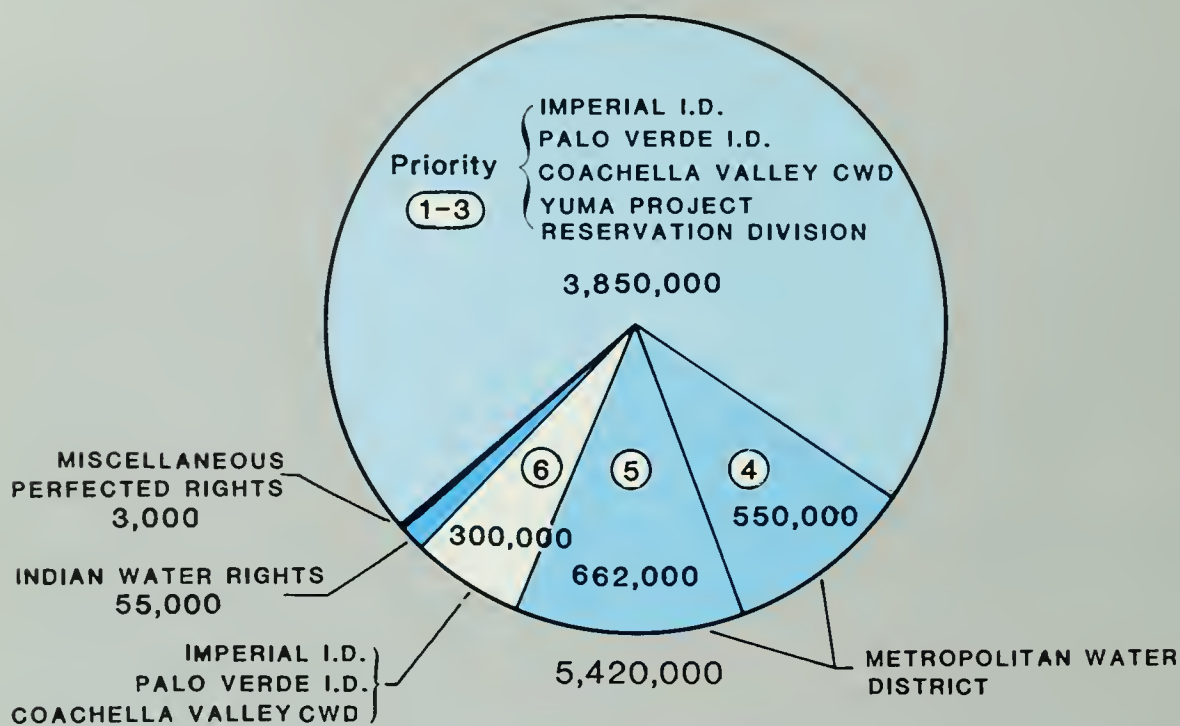 IMPERIAL I.D.
PALO VERDE I.D.
Priority
COACHELLA VALLEY CWD
1-3
YUMA PROJECT
RESERVATION DIVISION
3,850,000
6
5
4
MISCELLANEOUS
PERFECTED RIGHTS
3,000
300,000
550,000
INDIAN WATER RIGHTS
55,000
662,000
IMPERIAL I.D.
PALO VERDE I.D.
COACHELLA VALLEY CWD
5,420,000
METROPOLITAN WATER
DISTRICT